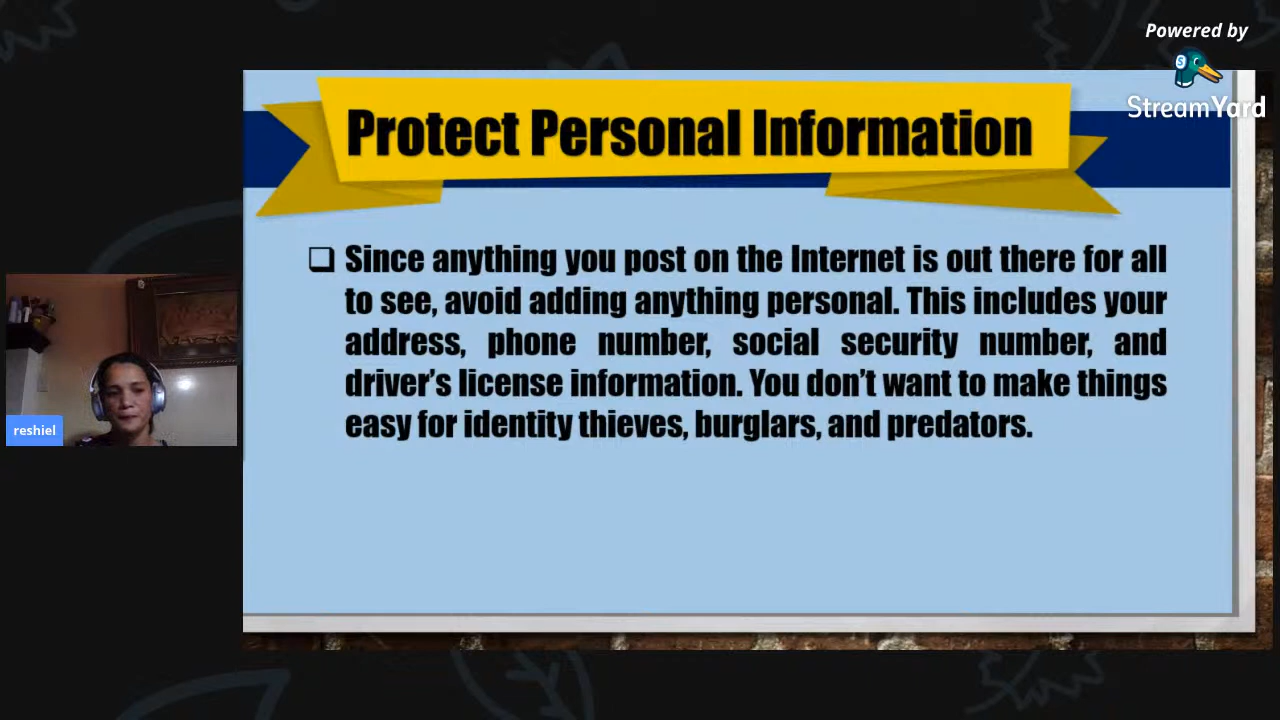 Powered by
StreamYard
Protect Personal Information
Since anything you post on the Internet is out there for all
to see, avoid adding anything personal. This includes your
address, phone number, social security number, and
driver's license information. You don't want to make things
easy for identity thieves, burglars, and predators.
reshiel